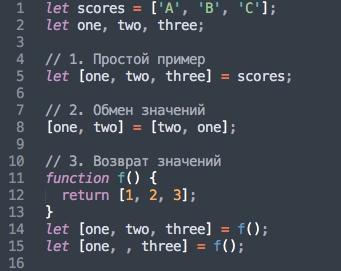 1 let scores = ['A', 'B', 'C'];
2 let one, two, three;
3
4 // 1. Простой пример
5 let [one, two, three] = scores;
6
7 // 2. Обмен значений
8 [one, two] = [two, one];
9
10 // 3. Возврат значений
11 function f() {
12   return [1, 2, 3];
13 }
14 let [one, two, three] = f();
15 let [one, , three] = f();
16